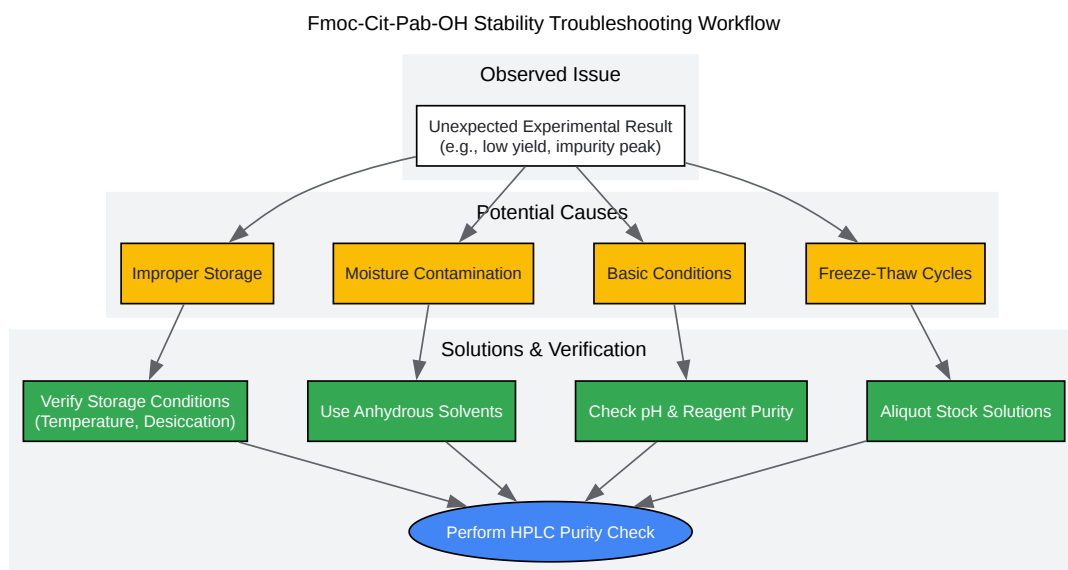 Fmoc-Cit-Pab-OH Stability Troubleshooting Workflow
Observed Issue
Unexpected Experimental Result
(e.g., low yield, impurity peak)
Potential Causes
Improper Storage
Moisture Contamination
Basic Conditions
Freeze-Thaw Cycles
Solutions & Verification
Verify Storage Conditions
(Temperature, Desiccation)
Use Anhydrous Solvents
Check pH & Reagent Purity
Aliquot Stock Solutions
Perform HPLC Purity Check